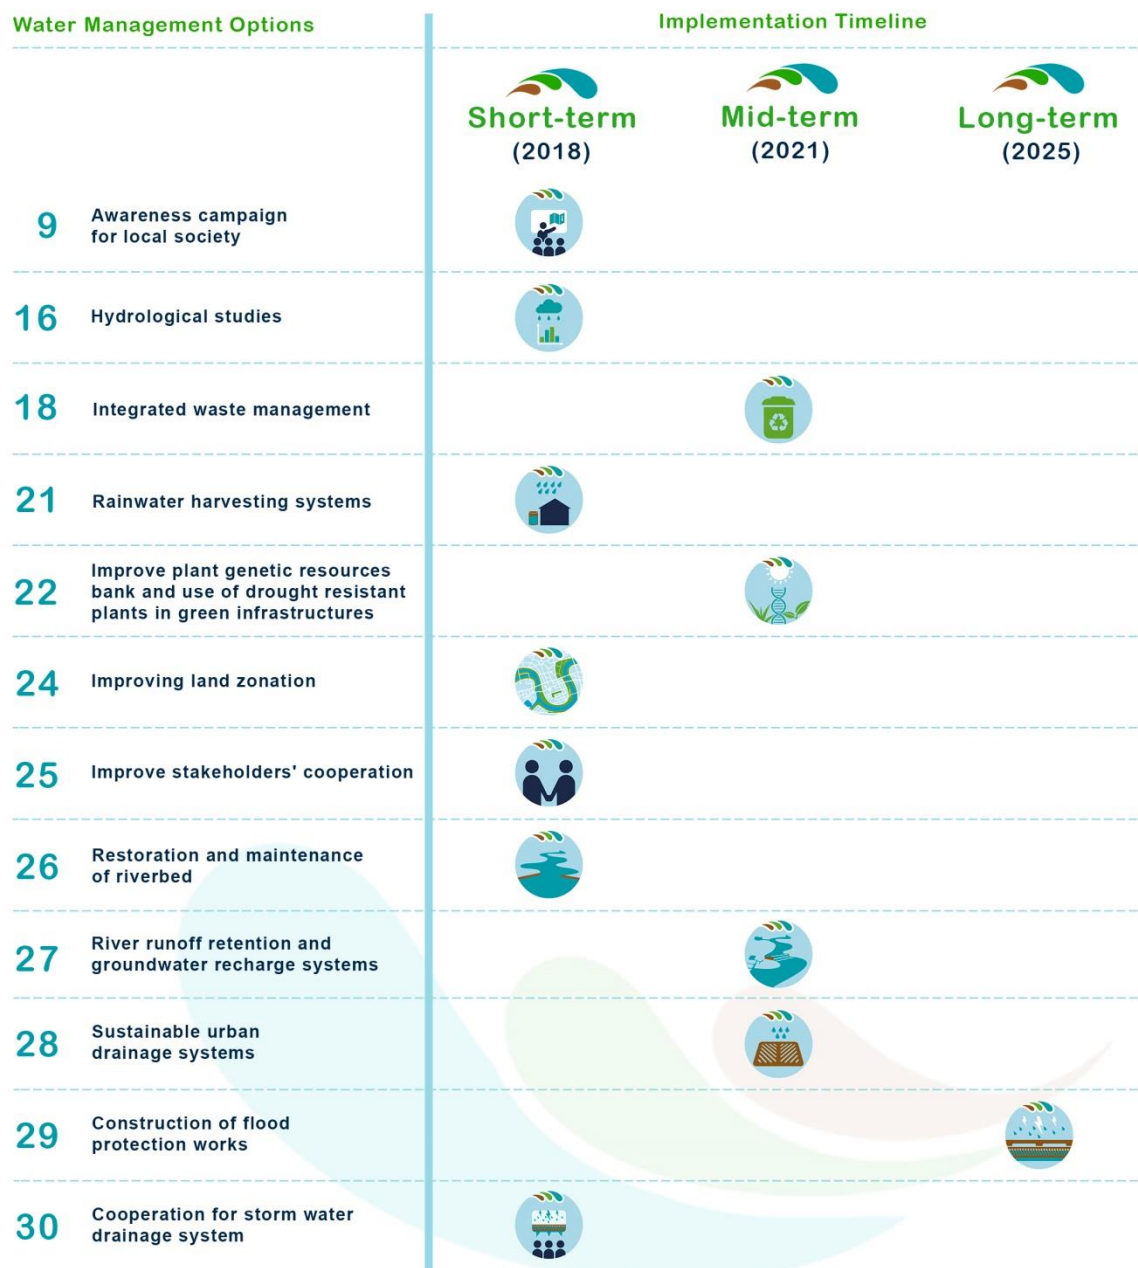 Water Management Options
Implementation Timeline
Short-term
(2018)
Mid-term
(2021)
Long-term
(2025)
9
Awareness campaign
for local society
16
Hydrological studies
18
Integrated waste management
21
Rainwater harvesting systems
22
Improve plant genetic resources
bank and use of drought resistant
plants in green infrastructures
24
Improving land zonation
25
Improve stakeholders' cooperation
26
Restoration and maintenance
of riverbed
27
River runoff retention and
groundwater recharge systems
28
Sustainable urban
drainage systems
29
Construction of flood
protection works
30
Cooperation for storm water
drainage system